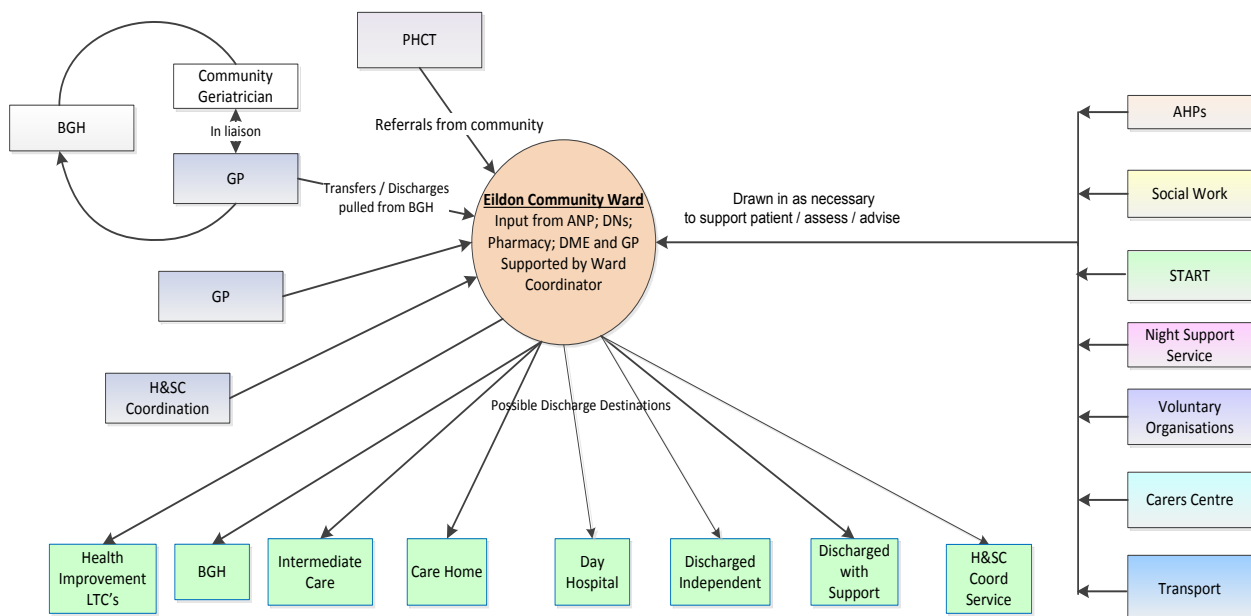 PHCT
Community
Geriatrician
BGH
In liaison
GP
Referrals from community
Transfers / Discharges
pulled from BGH
Eildon Community Ward
Input from ANP; DNs;
Pharmacy; DME and GP
Supported by Ward
Coordinator
GP
H&SC
Coordination
Drawn in as necessary
to support patient / assess / advise
AHPs
Social Work
START
Night Support
Service
Voluntary
Organisations
Carers Centre
Transport
Possible Discharge Destinations
Health
Improvement
LTC's
BGH
Intermediate
Care
Care Home
Day
Hospital
Discharged
Independent
Discharged
with
Support
H&SC
Coord
Service